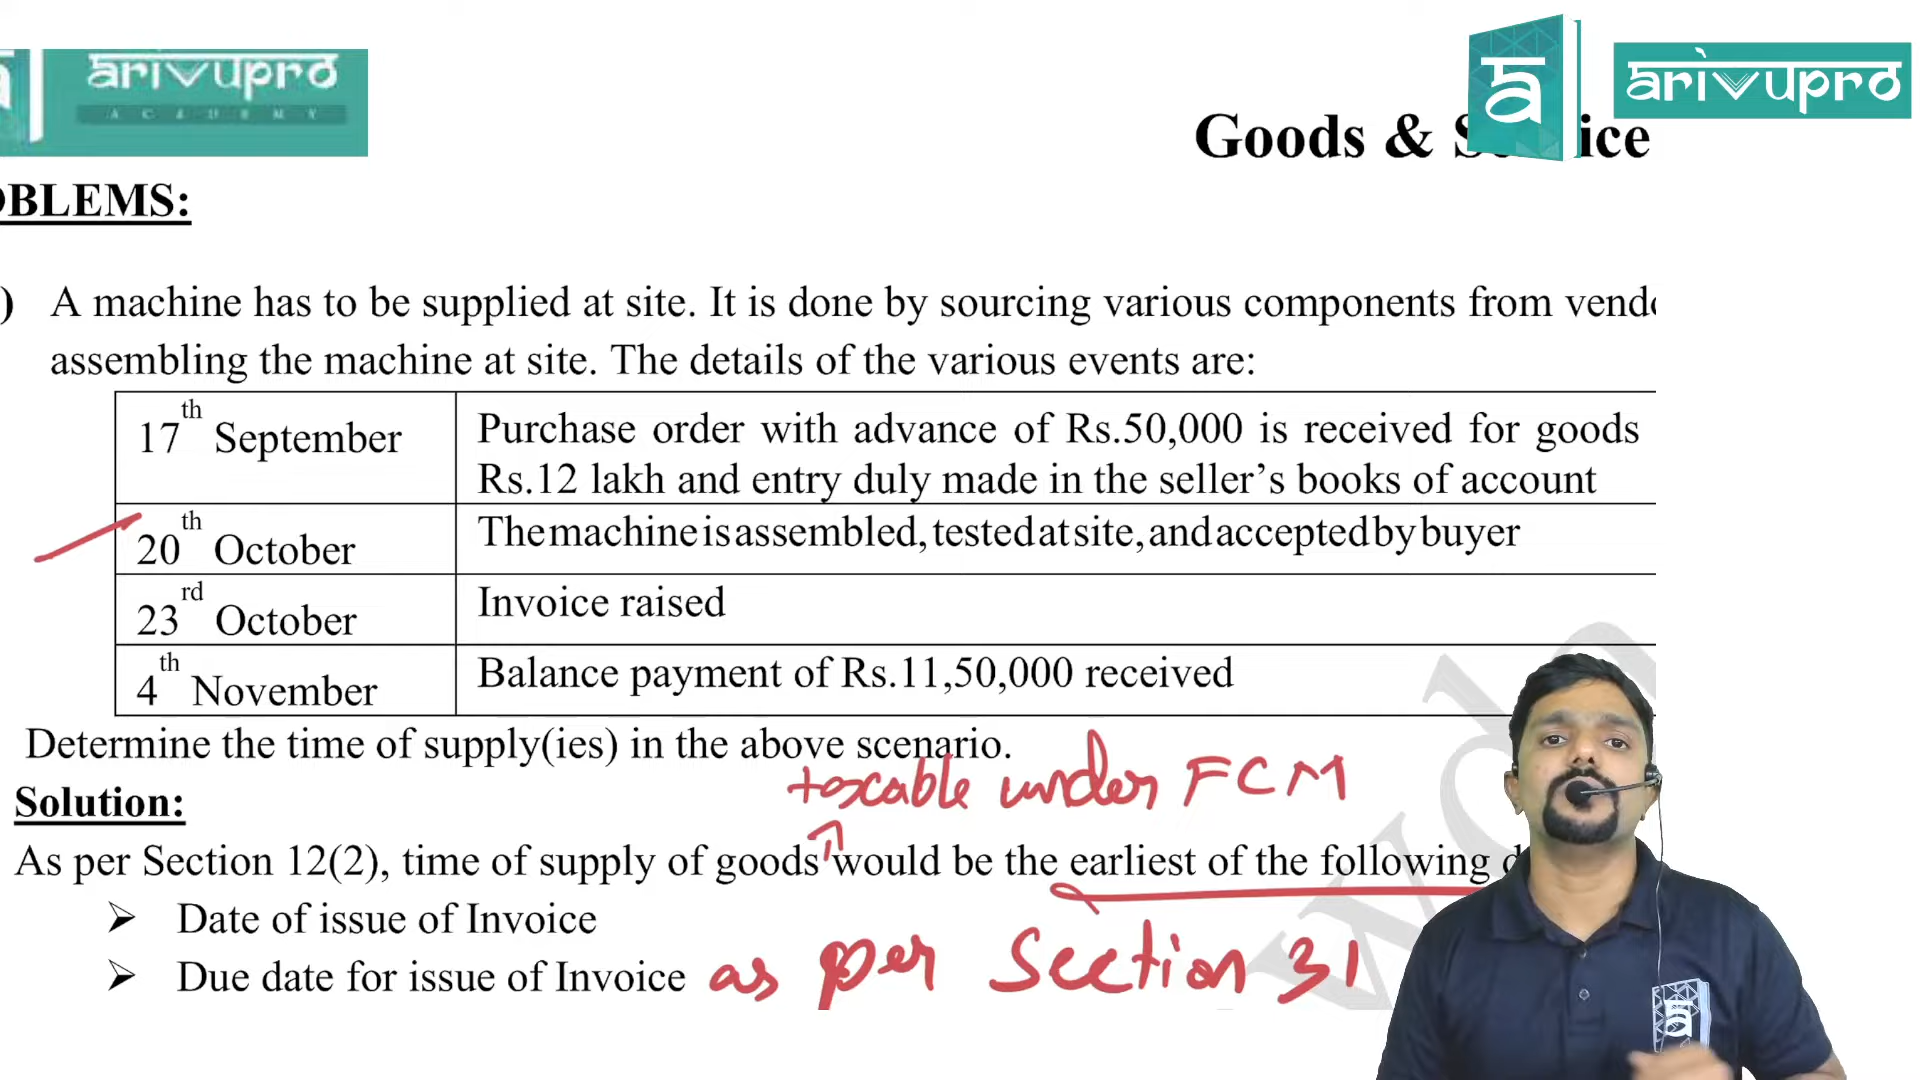 arivupro
ACADEMY
arivupro
Goods &
OBLEMS:
) A machine has to be supplied at site. It is done by sourcing various components from
assembling the machine at site. The details of the various events are:
17th September Purchase order with advance of Rs.50,000 is received for goods
Rs.12 lakh and entry duly made in the seller's books of account
20th October The machine is assembled, tested at site, and accepted by buyer
23rd October Invoice raised
4th November Balance payment of Rs.11,50,000 received
Determine the time of supply(ies) in the above scenario.
taxable under FCM
Solution:
As per Section 12(2), time of supply of goods would be the earliest of the following
➢ Date of issue of Invoice
➢ Due date for issue of Invoice as per Section 31